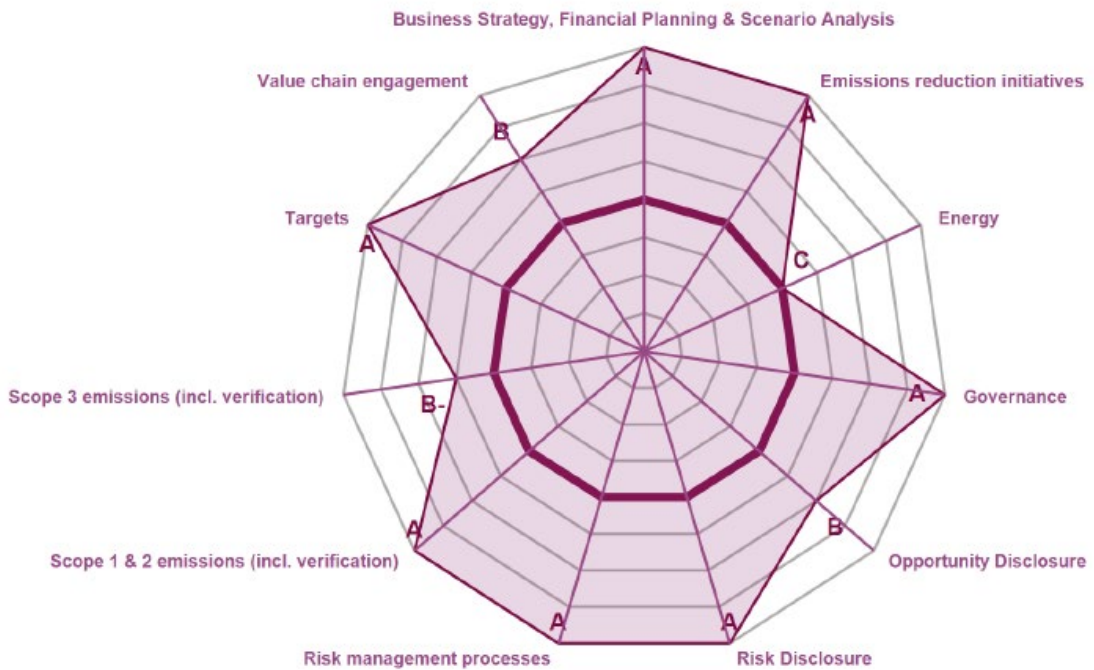 Business Strategy, Financial Planning & Scenario Analysis
A
Value chain engagement
B
Emissions reduction initiatives
A
Targets
A
Energy
C
Scope 3 emissions (incl. verification)
B-
Governance
A
Scope 1 & 2 emissions (incl. verification)
A
Opportunity Disclosure
B
Risk management processes
A
Risk Disclosure
A